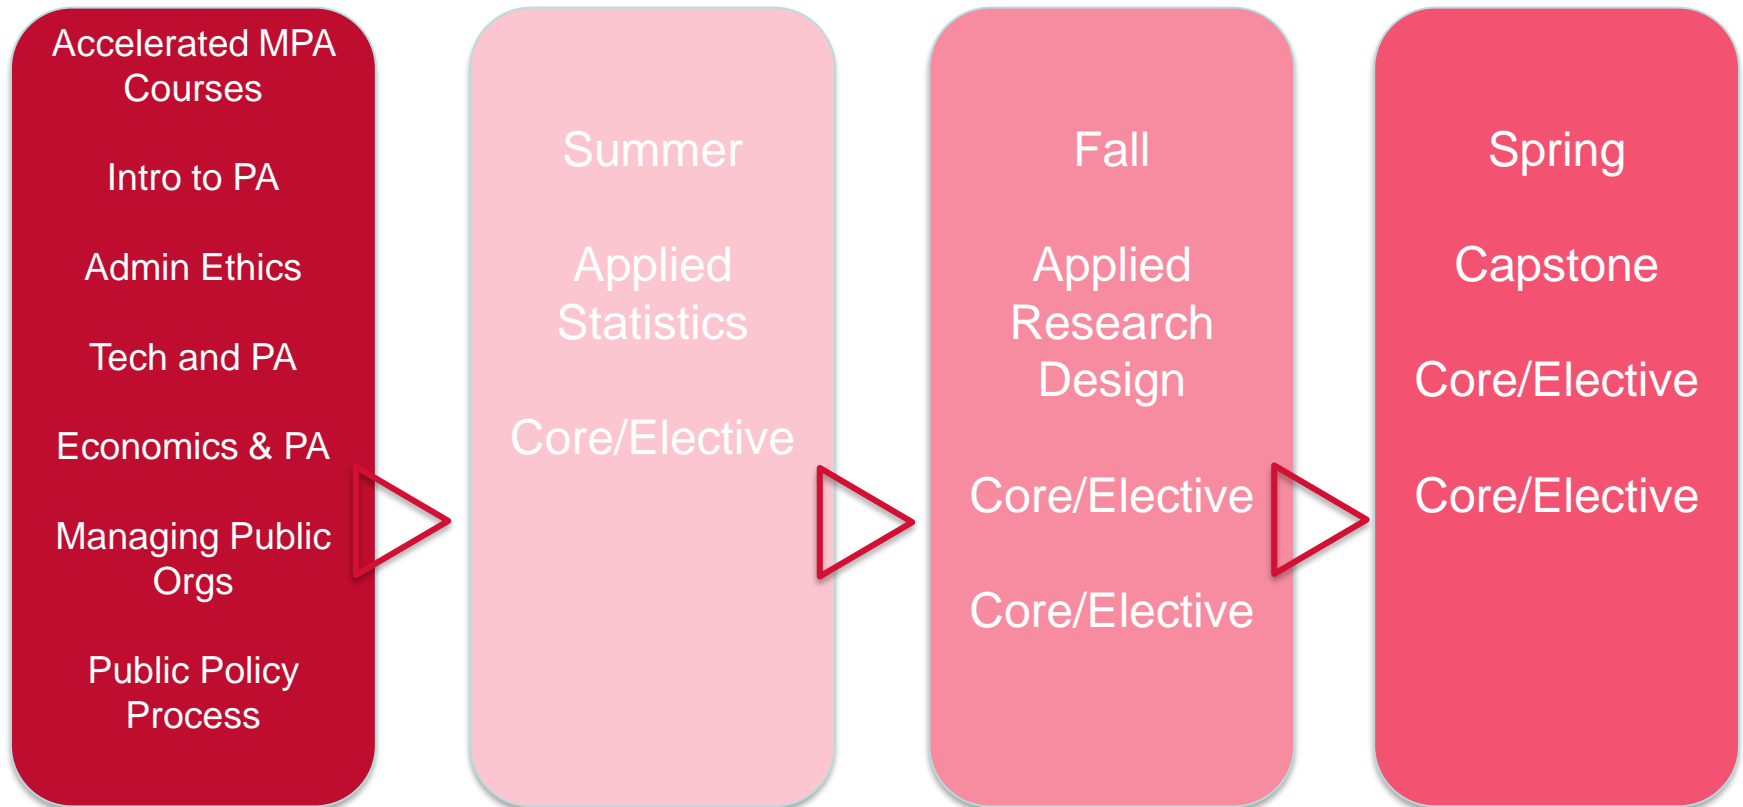 Accelerated MPA
Courses
Intro to PA
Admin Ethics
Tech and PA
Economics & PA
Managing Public
Orgs
Public Policy
Process
Summer
Applied
Statistics
Core/Elective
Fall
Applied
Research
Design
Core/Elective
Core/Elective
Spring
Capstone
Core/Elective
Core/Elective